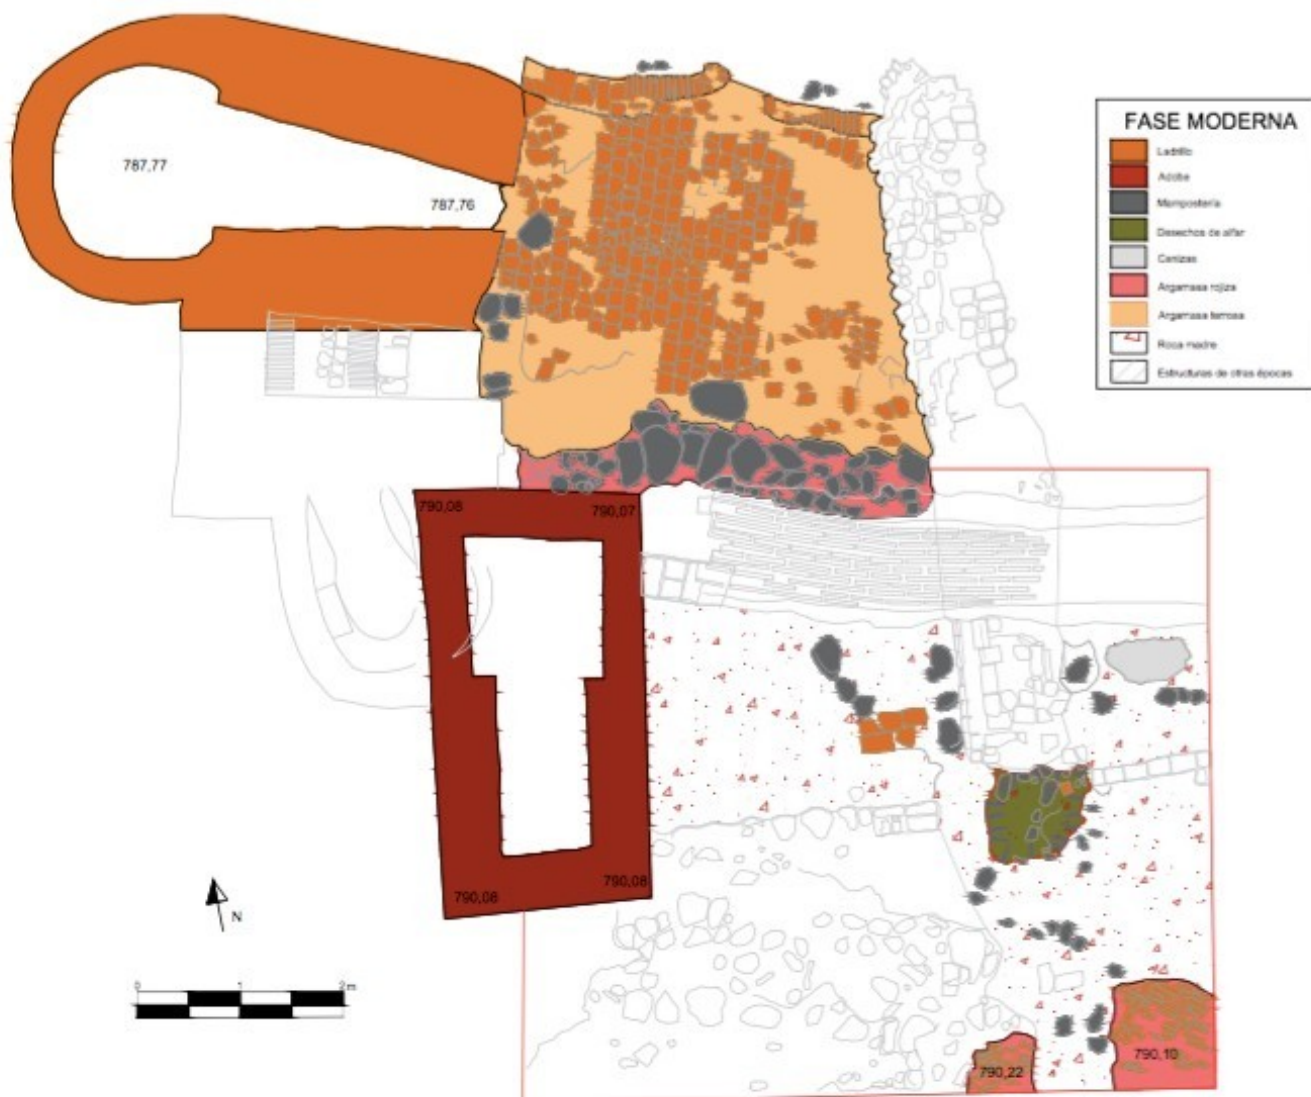 FASE MODERNA
Ladrillo
Adobe
Mampostería
Desechos de alfar
Cenizas
Argamasa rojiza
Argamasa terrosa
Roca madre
Estructuras de otras épocas
787,77
787,76
790,08
790,07
790,08
790,08
N
0 1 2m
790,22
790,10